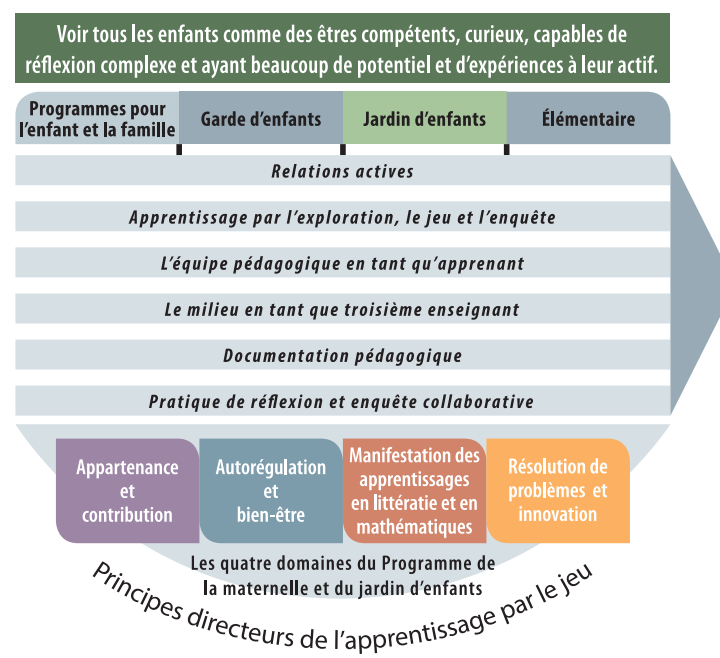 Voir tous les enfants comme des êtres compétents, curieux, capables de
réflexion complexe et ayant beaucoup de potentiel et d’expériences à leur actif.
Programmes pour
l’enfant et la famille
Garde d’enfants
Jardin d’enfants
Élémentaire
Relations actives
Apprentissage par l’exploration, le jeu et l’enquête
L’équipe pédagogique en tant qu’apprenant
Le milieu en tant que troisième enseignant
Documentation pédagogique
Pratique de réflexion et enquête collaborative
Appartenance
et
contribution
Autorégulation
et
bien-être
Manifestation des
apprentissages
en littératie et en
mathématiques
Résolution de
problèmes et
innovation
Les quatre domaines du Programme de
la maternelle et du jardin d’enfants
Principes directeurs de l’apprentissage par le jeu